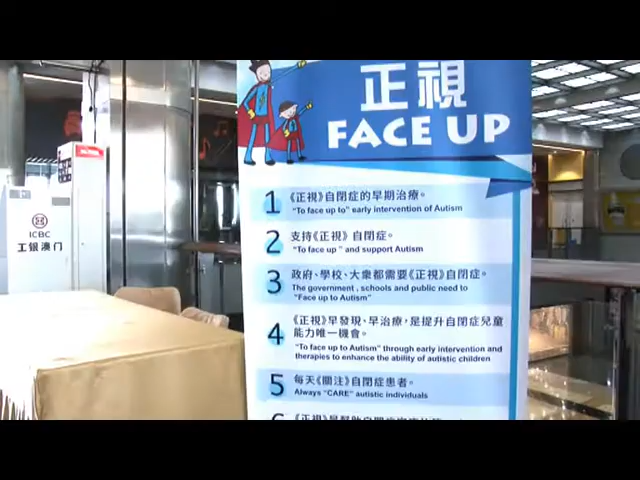 正視
FACE UP
1 《正視》自閉症的早期治療。
"To face up to" early intervention of Autism
2 支持《正視》自閉症。
"To face up" and support Autism
3 政府、學校、大衆都需要《正視》自閉症。
The government, schools and public need to
"Face up to Autism"
4 《正視》早發現、早治療,是提升自閉症兒童
能力唯一機會。
"To face up to Autism" through early intervention and
therapies to enhance the ability of autistic children
5 每天《關注》自閉症患者。
Always "CARE" autistic individuals
ICBC
工銀澳门